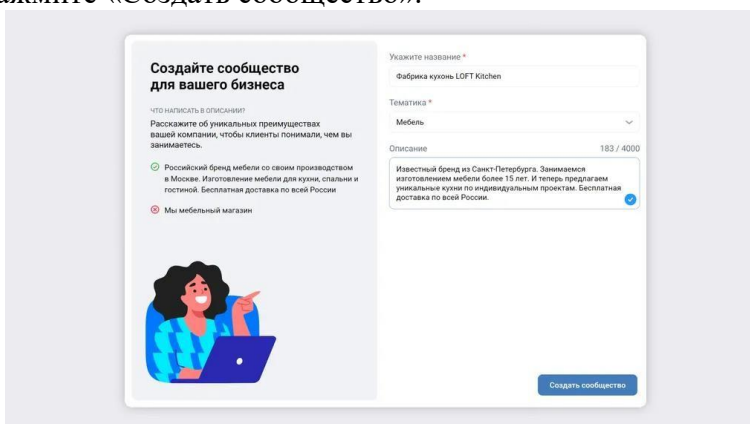 «Создать сообщество».
Создайте сообщество
для вашего бизнеса
ЧТО НАПИСАТЬ В ОПИСАНИИ?
Расскажите об уникальных преимуществах
вашей компании, чтобы клиенты понимали, чем вы
занимаетесь.
Российский бренд мебели со своим производством
в Москве. Изготовление мебели для кухни, спальни и
гостиной. Бесплатная доставка по всей России
Мы мебельный магазин
Укажите название *
Фабрика кухонь LOFT Kitchen
Тематика *
Мебель
Описание 183 / 4000
Известный бренд из Санкт-Петербурга. Занимаемся
изготовлением мебели более 15 лет. И теперь предлагаем
уникальные кухни по индивидуальным проектам. Бесплатная
доставка по всей России.
Создать сообщество